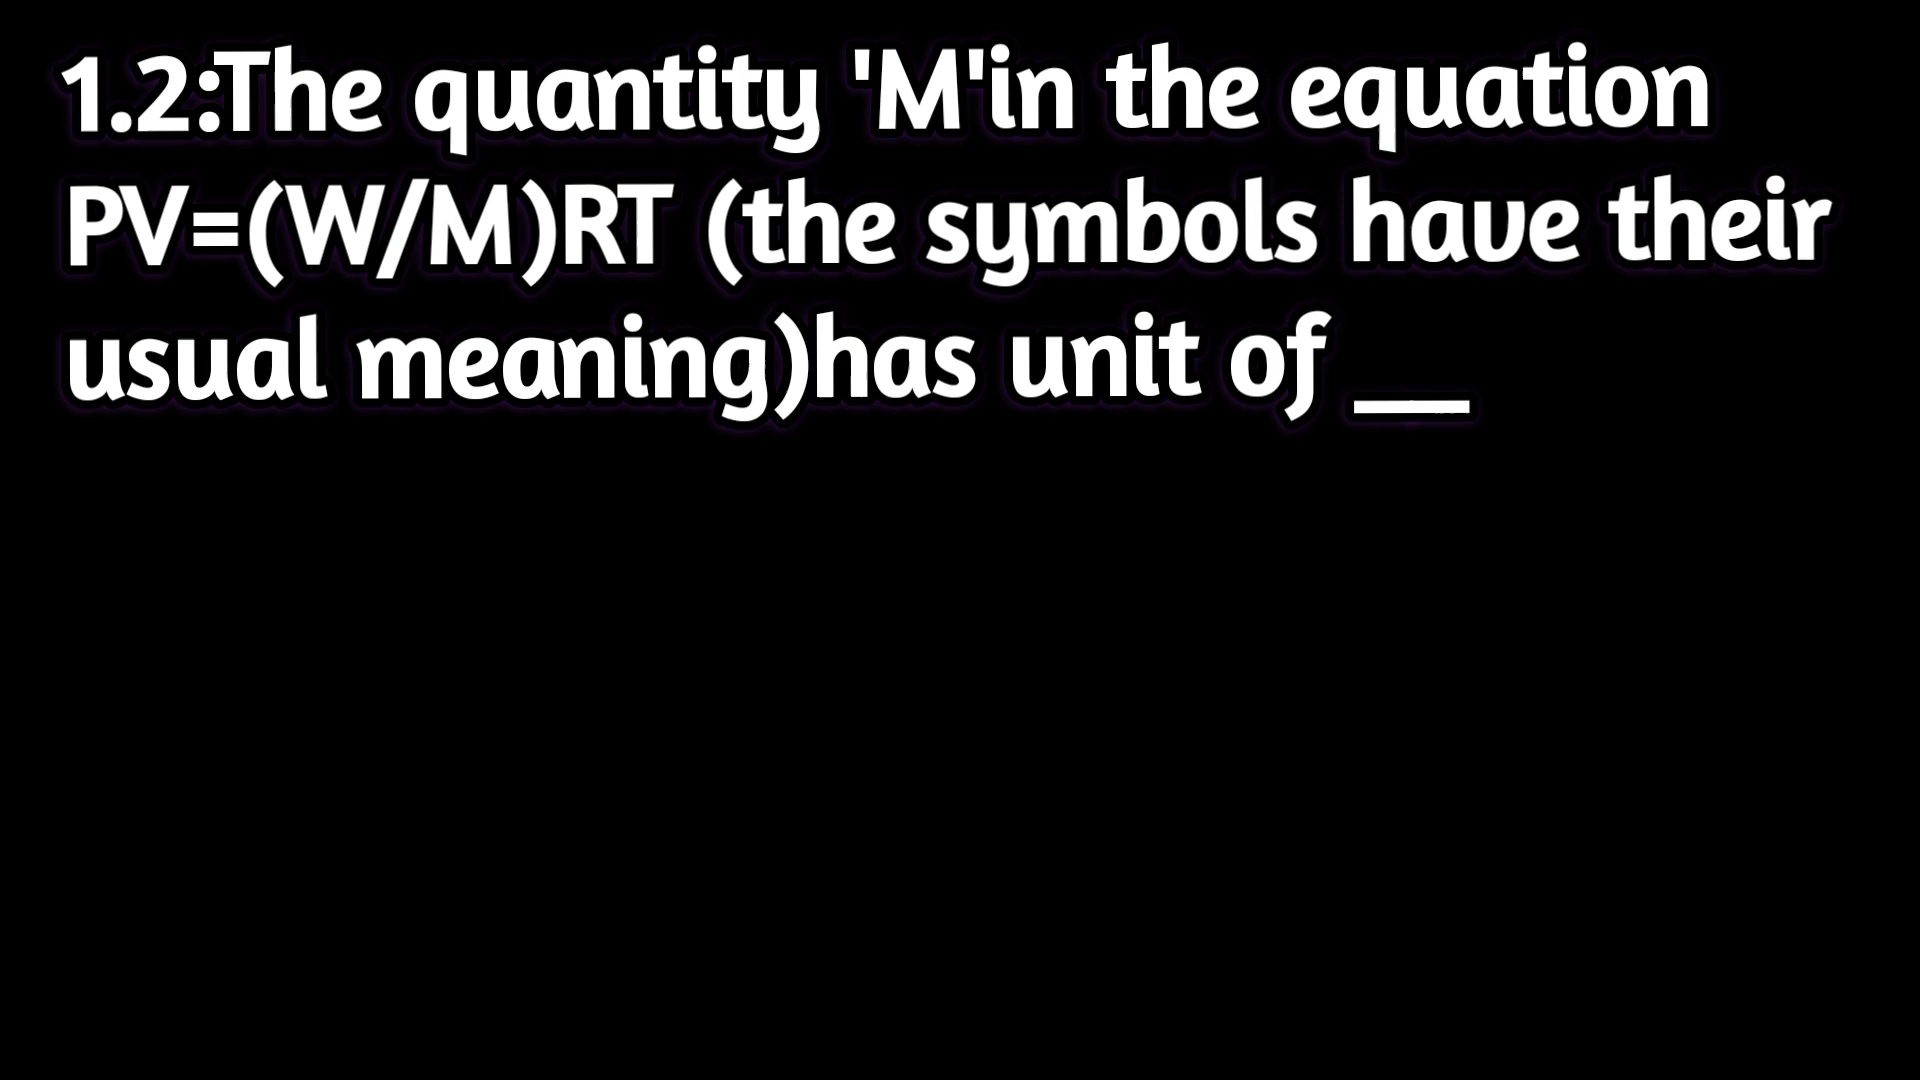 1.2:The quantity 'M'in the equation
PV=(W/M)RT (the symbols have their
usual meaning)has unit of __